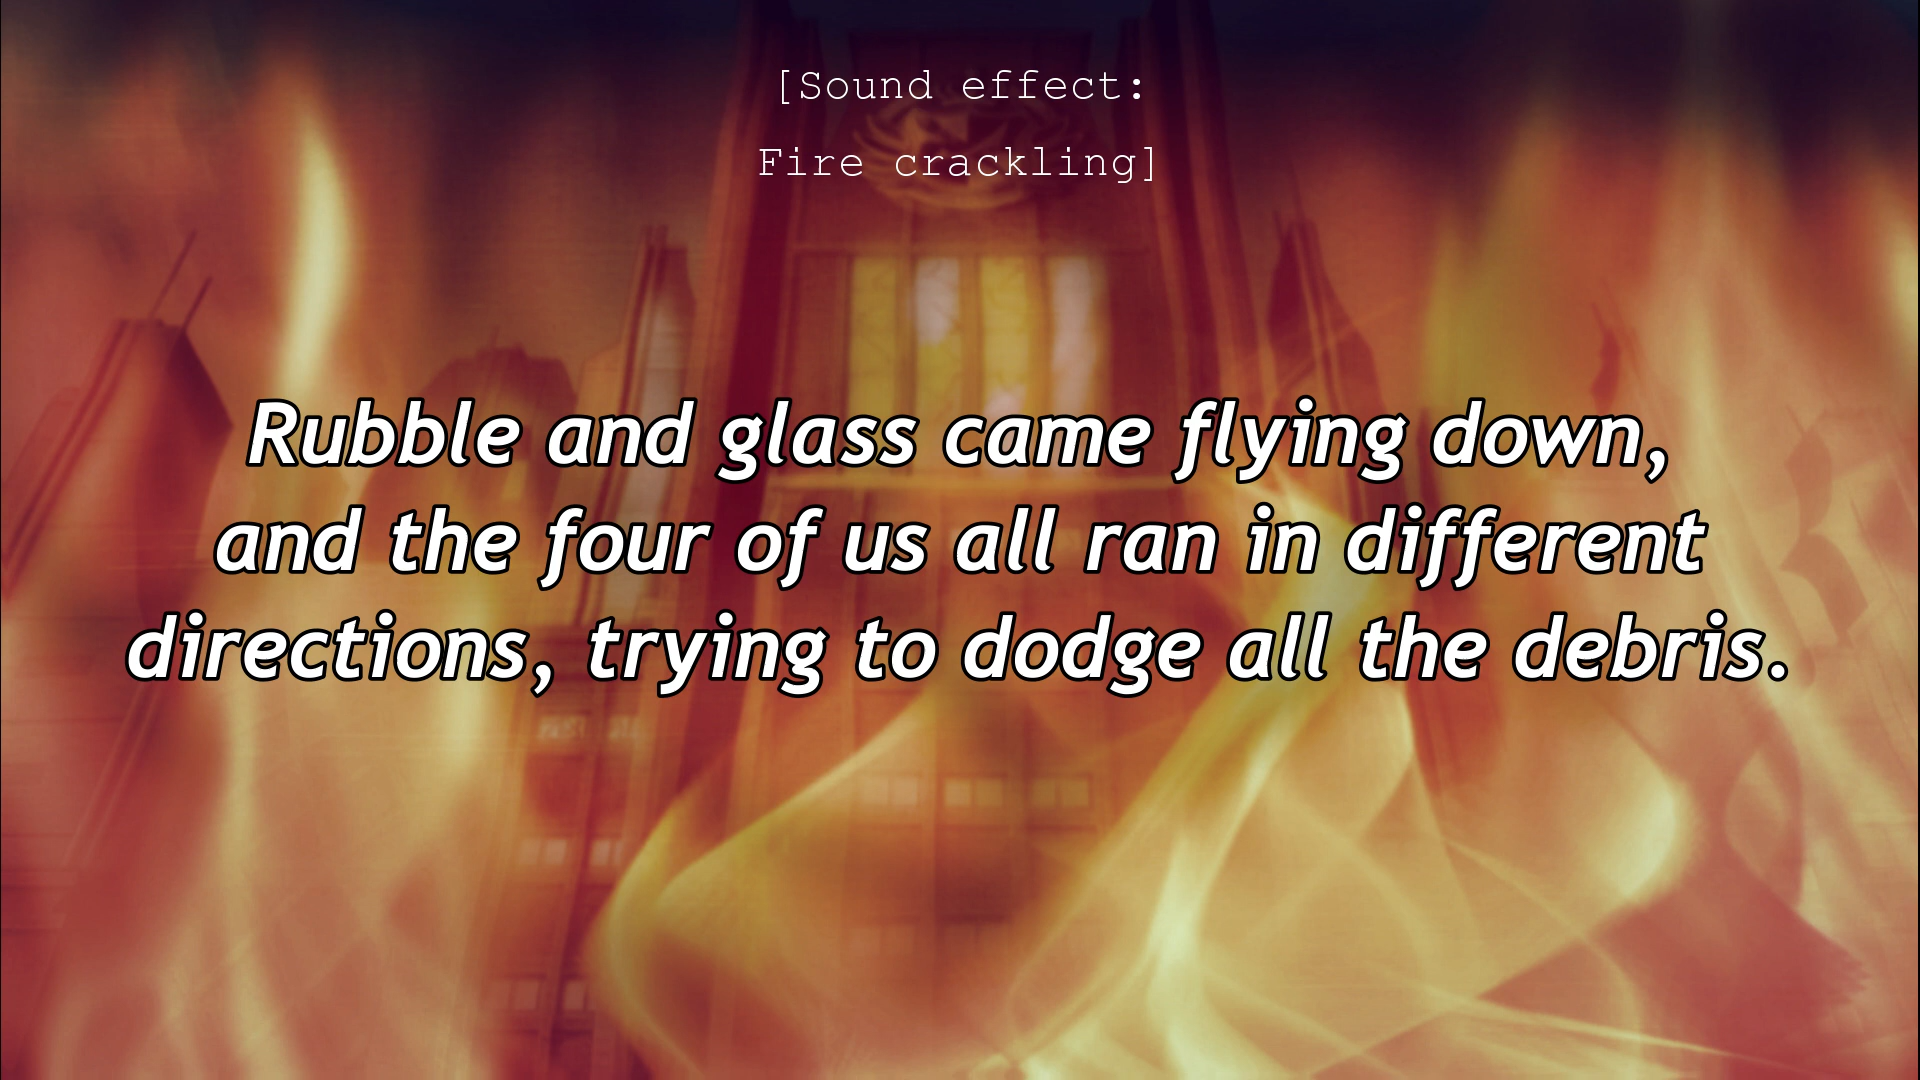 [Sound effect:
Fire crackling]
Rubble and glass came flying down,
and the four of us all ran in different
directions, trying to dodge all the debris.